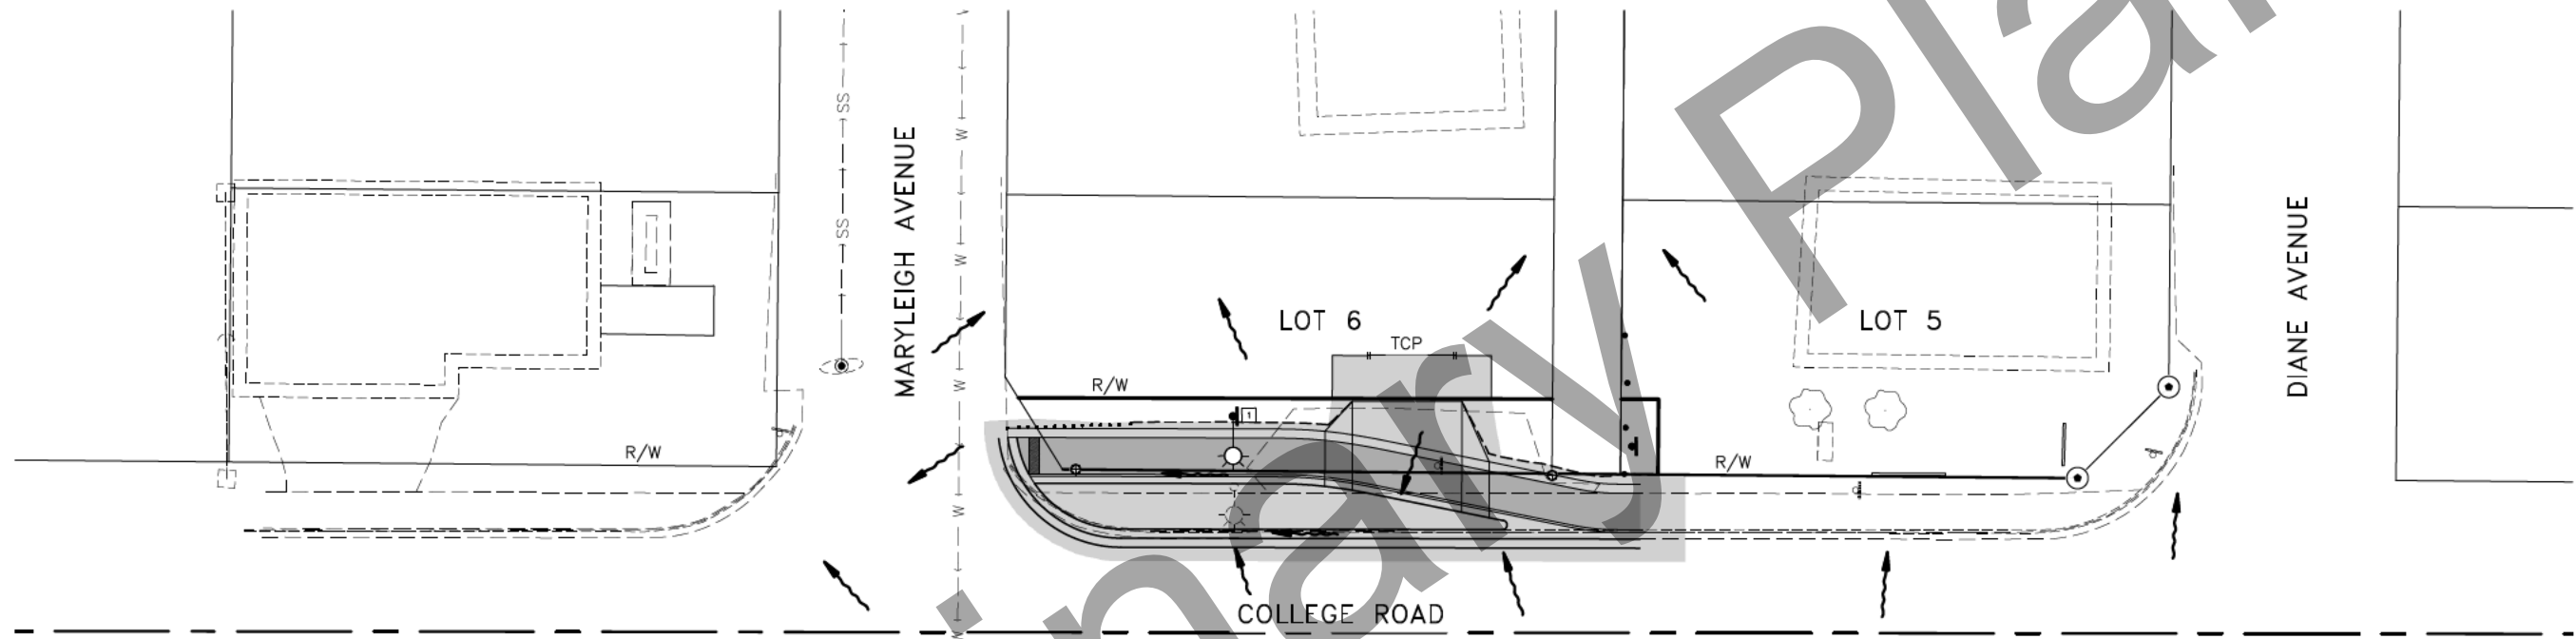 SS
SS
MARYLEIGH AVENUE
W
W
W
W
W
W
LOT 6
LOT 5
DIANE AVENUE
TCP
R/W
R/W
R/W
1
COLLEGE ROAD